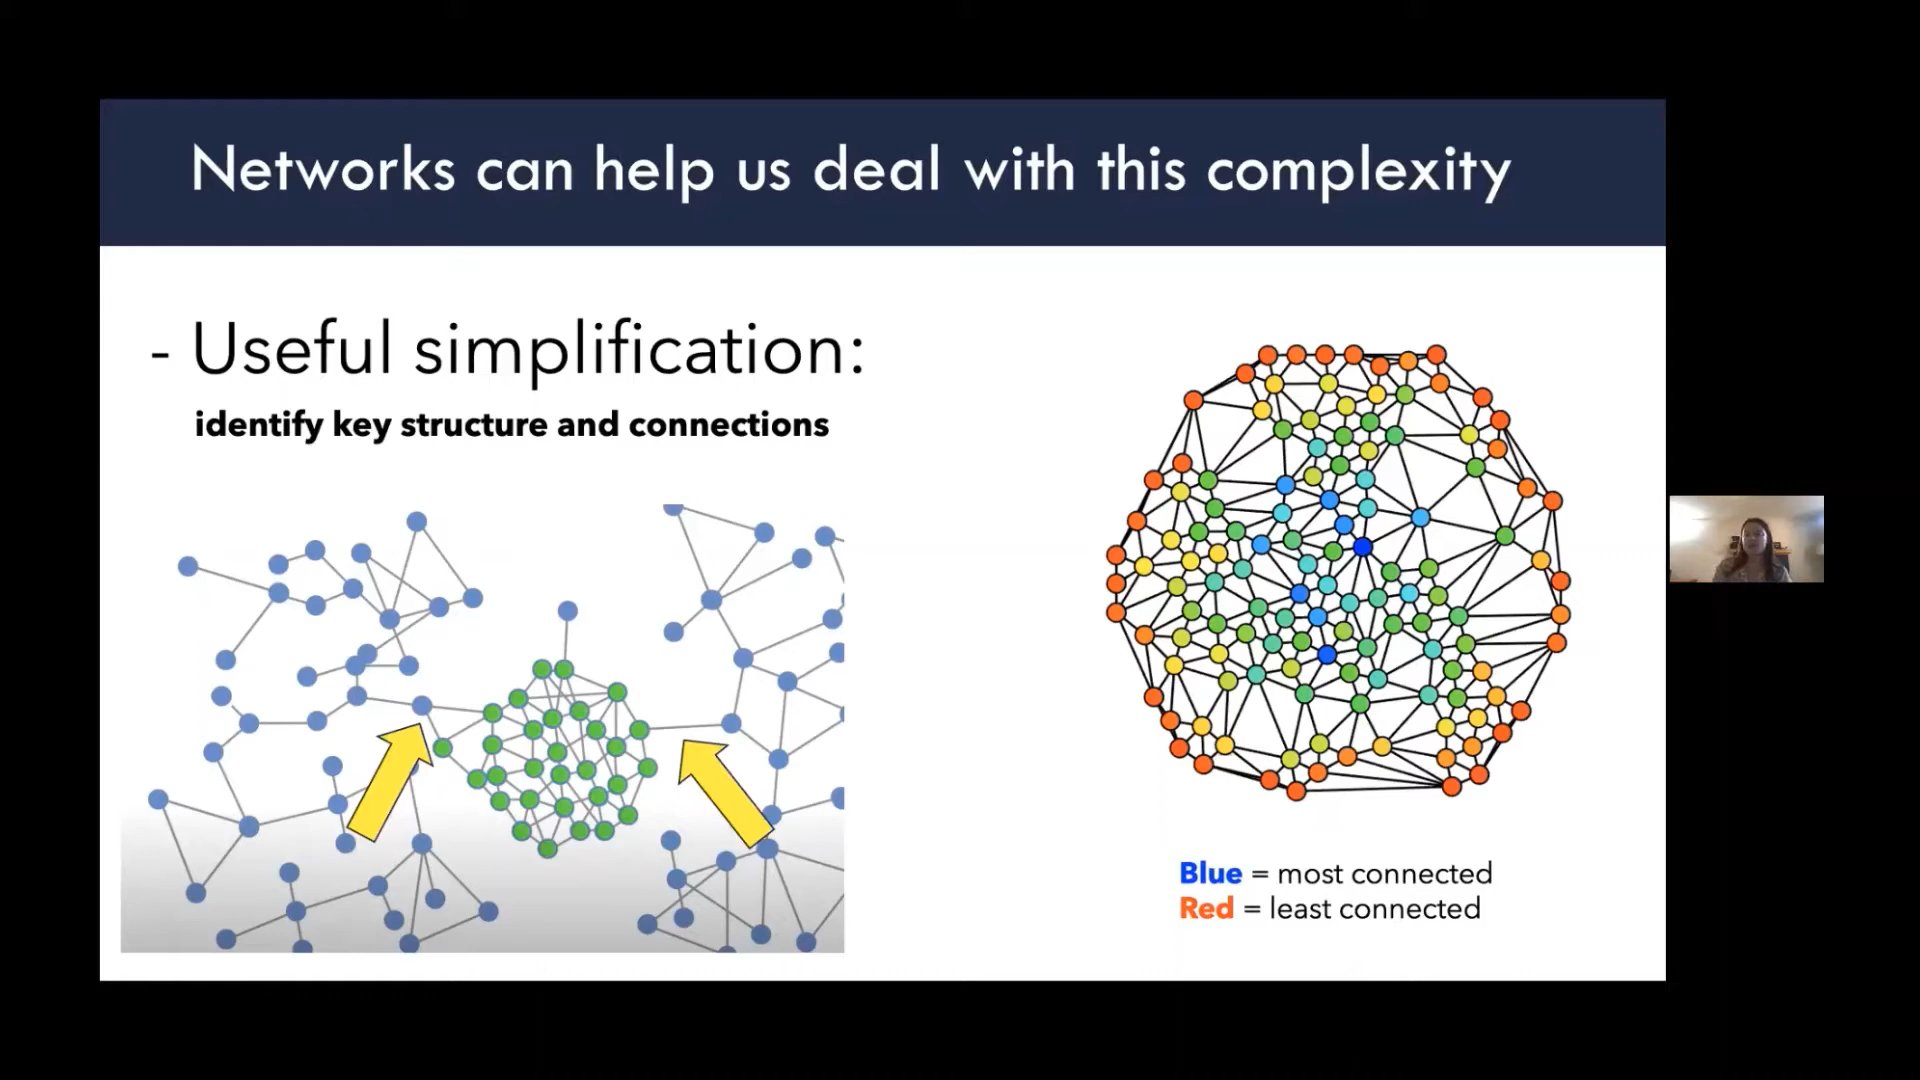 Networks can help us deal with this complexity
- Useful simplification:
identify key structure and connections
Blue = most connected
Red = least connected